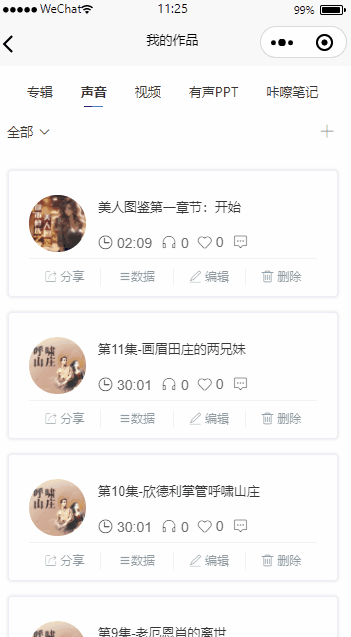 WeChat 11:25 99%
我的作品
专辑 声音 视频 有声PPT 咔嚓笔记
全部
美人图鉴第一章节：开始
02:09 0 0
分享 数据 编辑 删除
呼啸山庄
第11集-画眉田庄的两兄妹
30:01 0 0
分享 数据 编辑 删除
呼啸山庄
第10集-欣德利掌管呼啸山庄
30:01 0 0
分享 数据 编辑 删除
第9集-老厄恩肖的离世